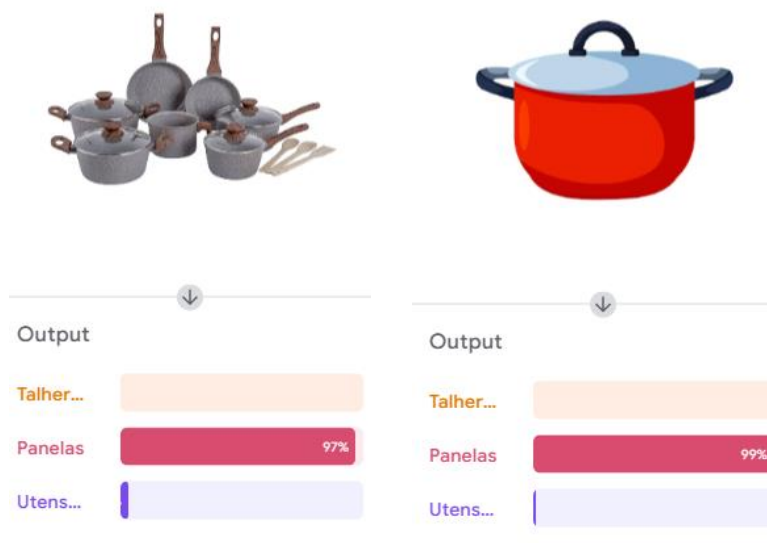 Output
Talher...
Panelas 97%
Utens...
Output
Talher...
Panelas 99%
Utens...